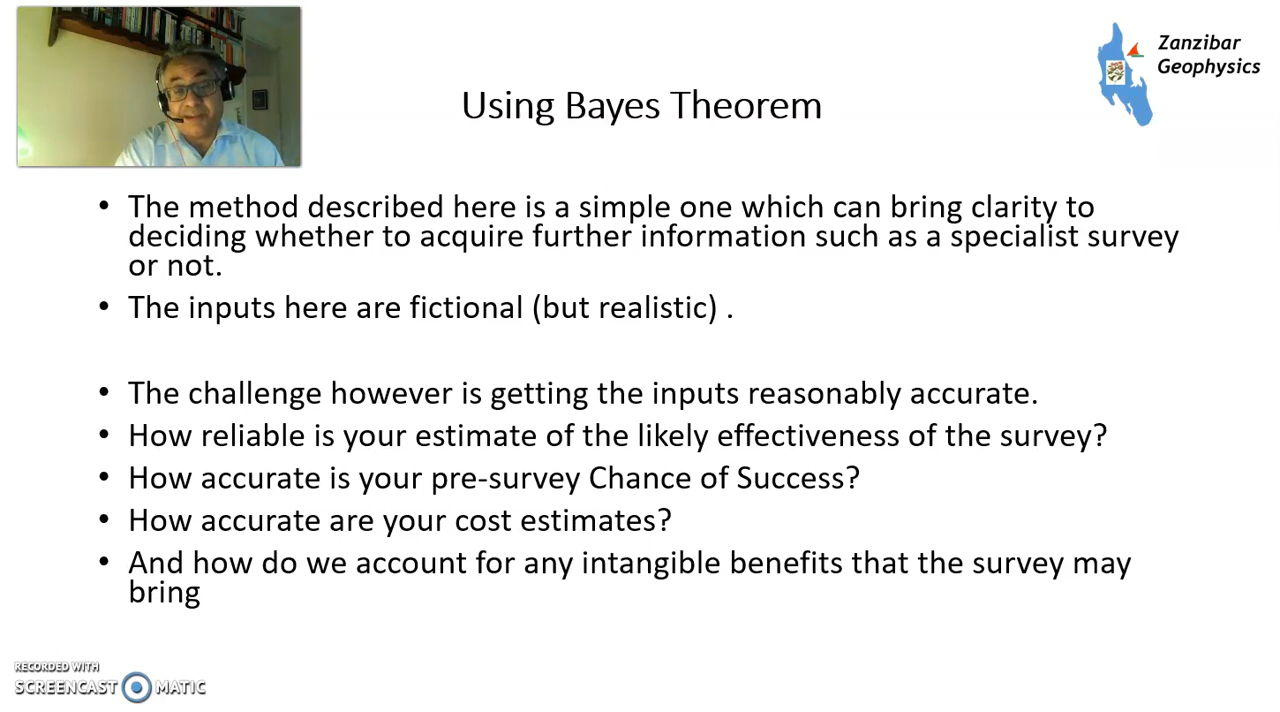 Zanzibar
Geophysics
Using Bayes Theorem
• The method described here is a simple one which can bring clarity to
deciding whether to acquire further information such as a specialist survey
or not.
• The inputs here are fictional (but realistic) .
• The challenge however is getting the inputs reasonably accurate.
• How reliable is your estimate of the likely effectiveness of the survey?
• How accurate is your pre-survey Chance of Success?
• How accurate are your cost estimates?
• And how do we account for any intangible benefits that the survey may
bring
RECORDED WITH
SCREENCAST MATIC